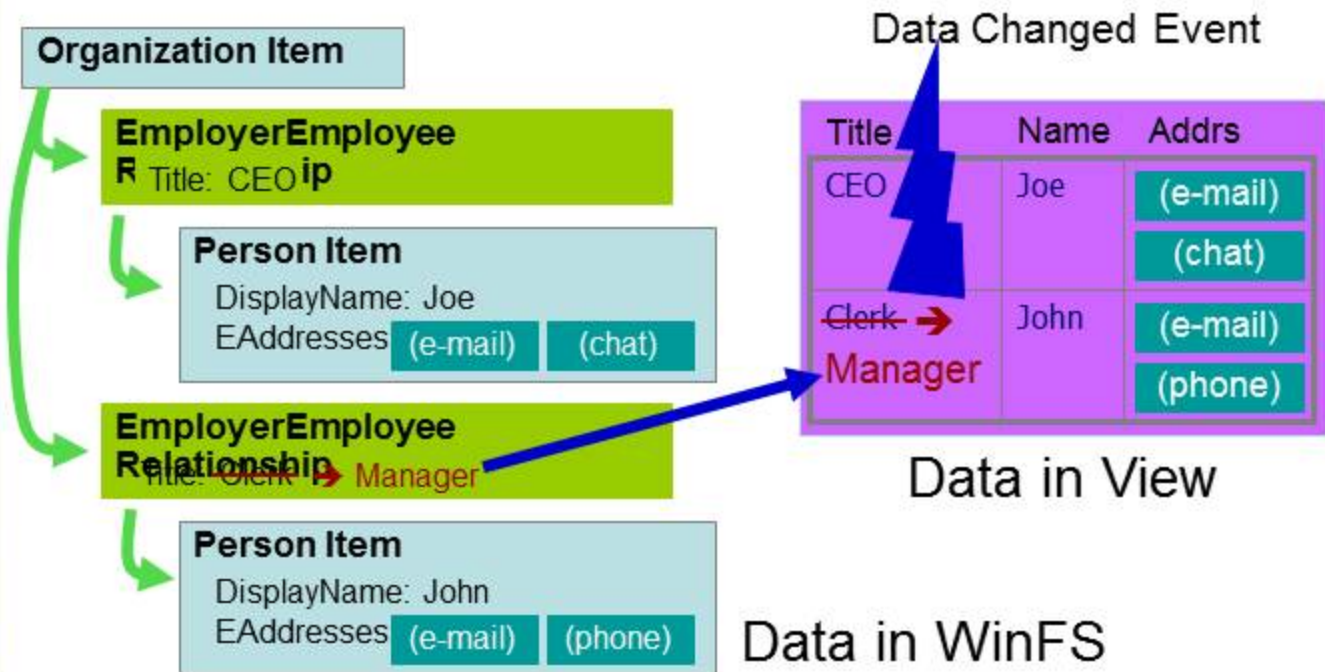 Organization Item
EmployerEmployee
Title: CEO
Person Item
DisplayName: Joe
EAddresses (e-mail) (chat)
EmployerEmployee
Relationship
Title: Clerk → Manager
Person Item
DisplayName: John
EAddresses (e-mail) (phone)
Data in WinFS
Data Changed Event
Title Name Addrs
CEO Joe (e-mail)
(chat)
Clerk → John (e-mail)
Manager (phone)
Data in View